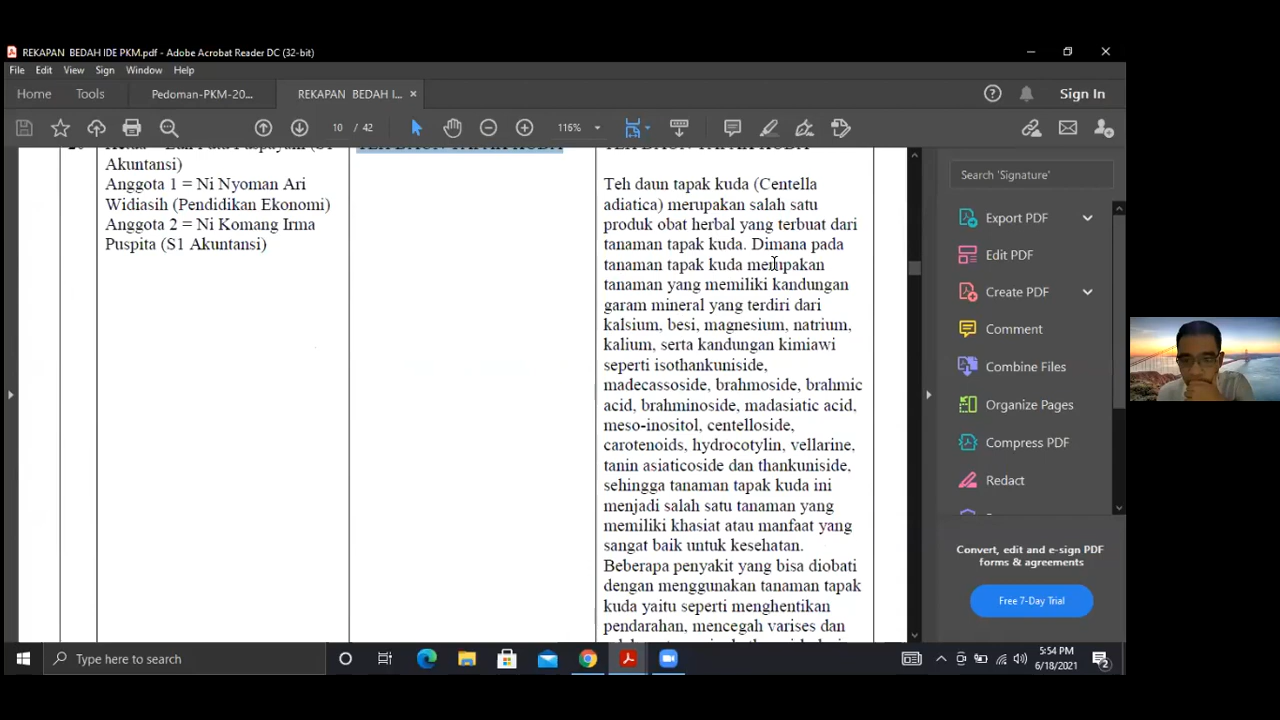 REKAPAN BEDAH IDE PKM.pdf - Adobe Acrobat Reader DC (32-bit)
File Edit View Sign Window Help
Home Tools Pedoman-PKM-20... REKAPAN BEDAH I... Sign In
10 / 42 116%
Akuntansi)
Anggota 1 = Ni Nyoman Ari
Widiasih (Pendidikan Ekonomi)
Anggota 2 = Ni Komang Irma
Puspita (S1 Akuntansi)
TEH DAUN TAPAK KUDA
TEH DAUN TAPAK KUDA
Teh daun tapak kuda (Centella
adiatica) merupakan salah satu
produk obat herbal yang terbuat dari
tanaman tapak kuda. Dimana pada
tanaman tapak kuda merupakan
tanaman yang memiliki kandungan
garam mineral yang terdiri dari
kalsium, besi, magnesium, natrium,
kalium, serta kandungan kimiawi
seperti isothankuniside,
madecassoside, brahmoside, brahmic
acid, brahminoside, madasiatic acid,
meso-inositol, centelloside,
carotenoids, hydrocotylin, vellarine,
tanin asiaticoside dan thankuniside,
sehingga tanaman tapak kuda ini
menjadi salah satu tanaman yang
memiliki khasiat atau manfaat yang
sangat baik untuk kesehatan.
Beberapa penyakit yang bisa diobati
dengan menggunakan tanaman tapak
kuda yaitu seperti menghentikan
pendarahan, mencegah varises dan
Search 'Signature'
Export PDF
Edit PDF
Create PDF
Comment
Combine Files
Organize Pages
Compress PDF
Redact
Convert, edit and e-sign PDF
forms & agreements
Free 7-Day Trial
Type here to search
5:54 PM
6/18/2021
2